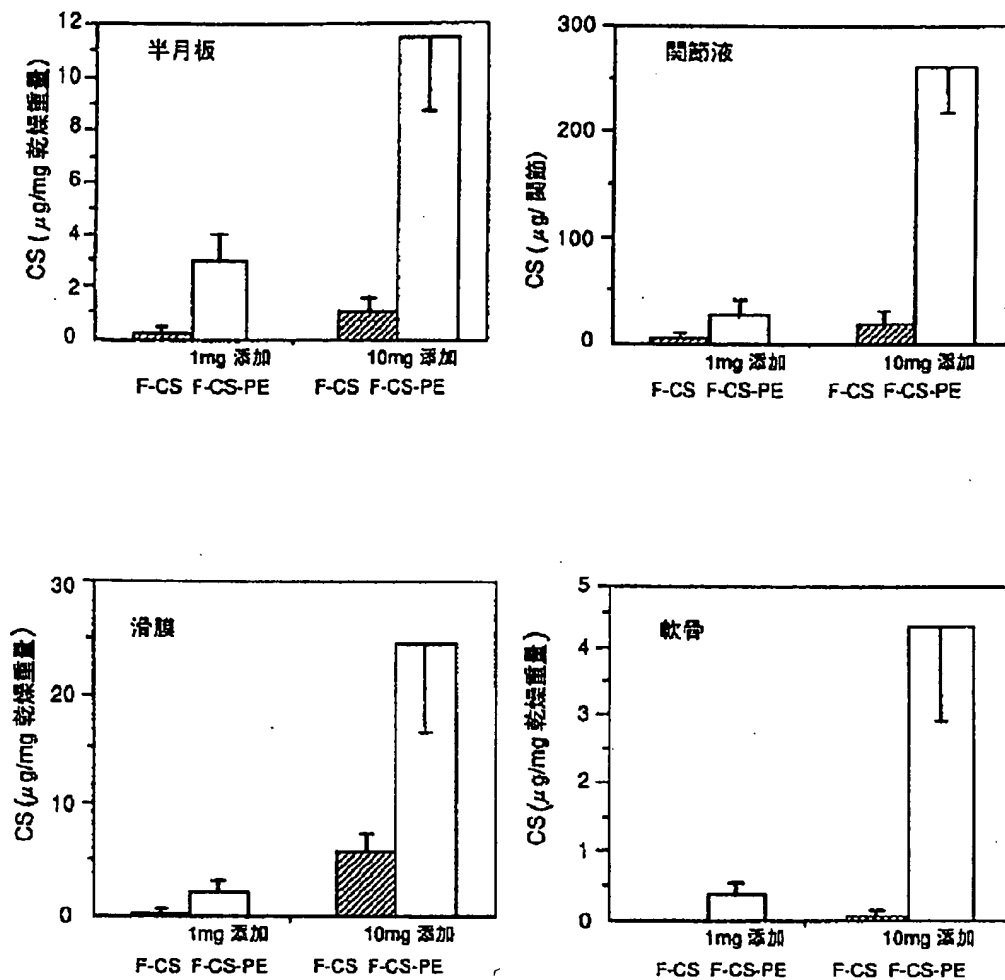 半月板
CS (μg/mg 乾燥重量)
12
10
8
6
4
2
0
1mg 添加
10mg 添加
F-CS F-CS-PE
F-CS F-CS-PE
関節液
CS (μg/関節)
300
200
100
0
1mg 添加
10mg 添加
F-CS F-CS-PE
F-CS F-CS-PE
滑膜
CS (μg/mg 乾燥重量)
30
20
10
0
1mg 添加
10mg 添加
F-CS F-CS-PE
F-CS F-CS-PE
軟骨
CS (μg/mg 乾燥重量)
5
4
3
2
1
0
1mg 添加
10mg 添加
F-CS F-CS-PE
F-CS F-CS-PE